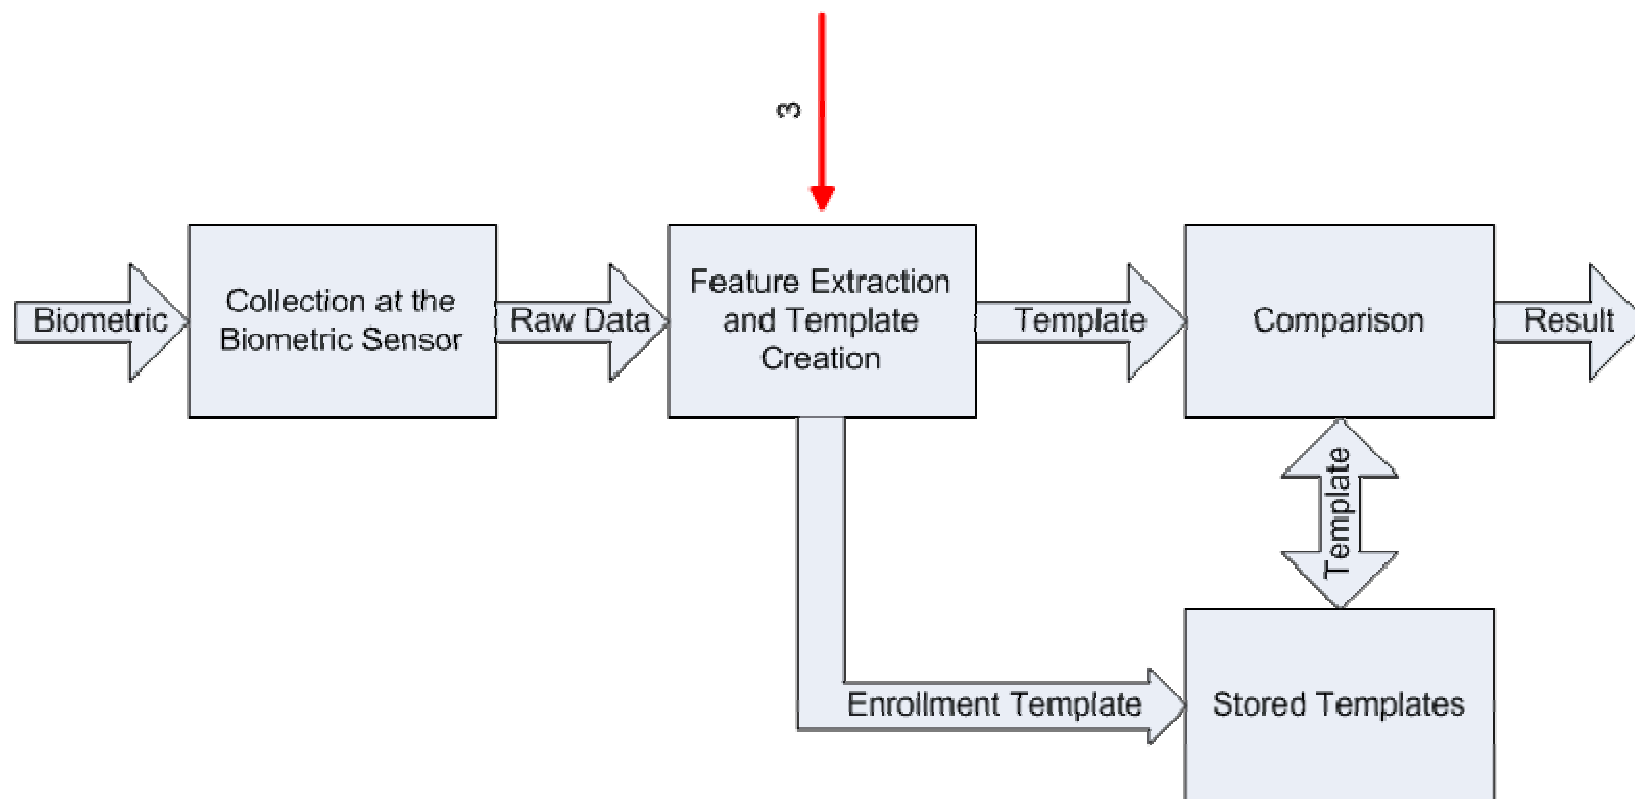 3
Biometric
Collection at the
Biometric Sensor
Raw Data
Feature Extraction
and Template
Creation
Template
Comparison
Result
Template
Enrollment Template
Stored Templates